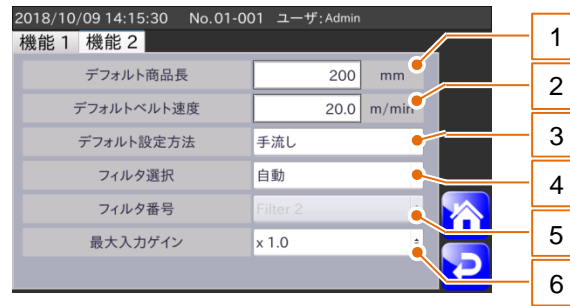 2018/10/09 14:15:30 No.01-001 ユーザ:Admin
機能 1 機能 2
デフォルト商品長 200 mm 1
デフォルトベルト速度 20.0 m/min 2
デフォルト設定方法 手流し 3
フィルタ選択 自動 4
フィルタ番号 Filter 2 5
最大入力ゲイン x 1.0 6